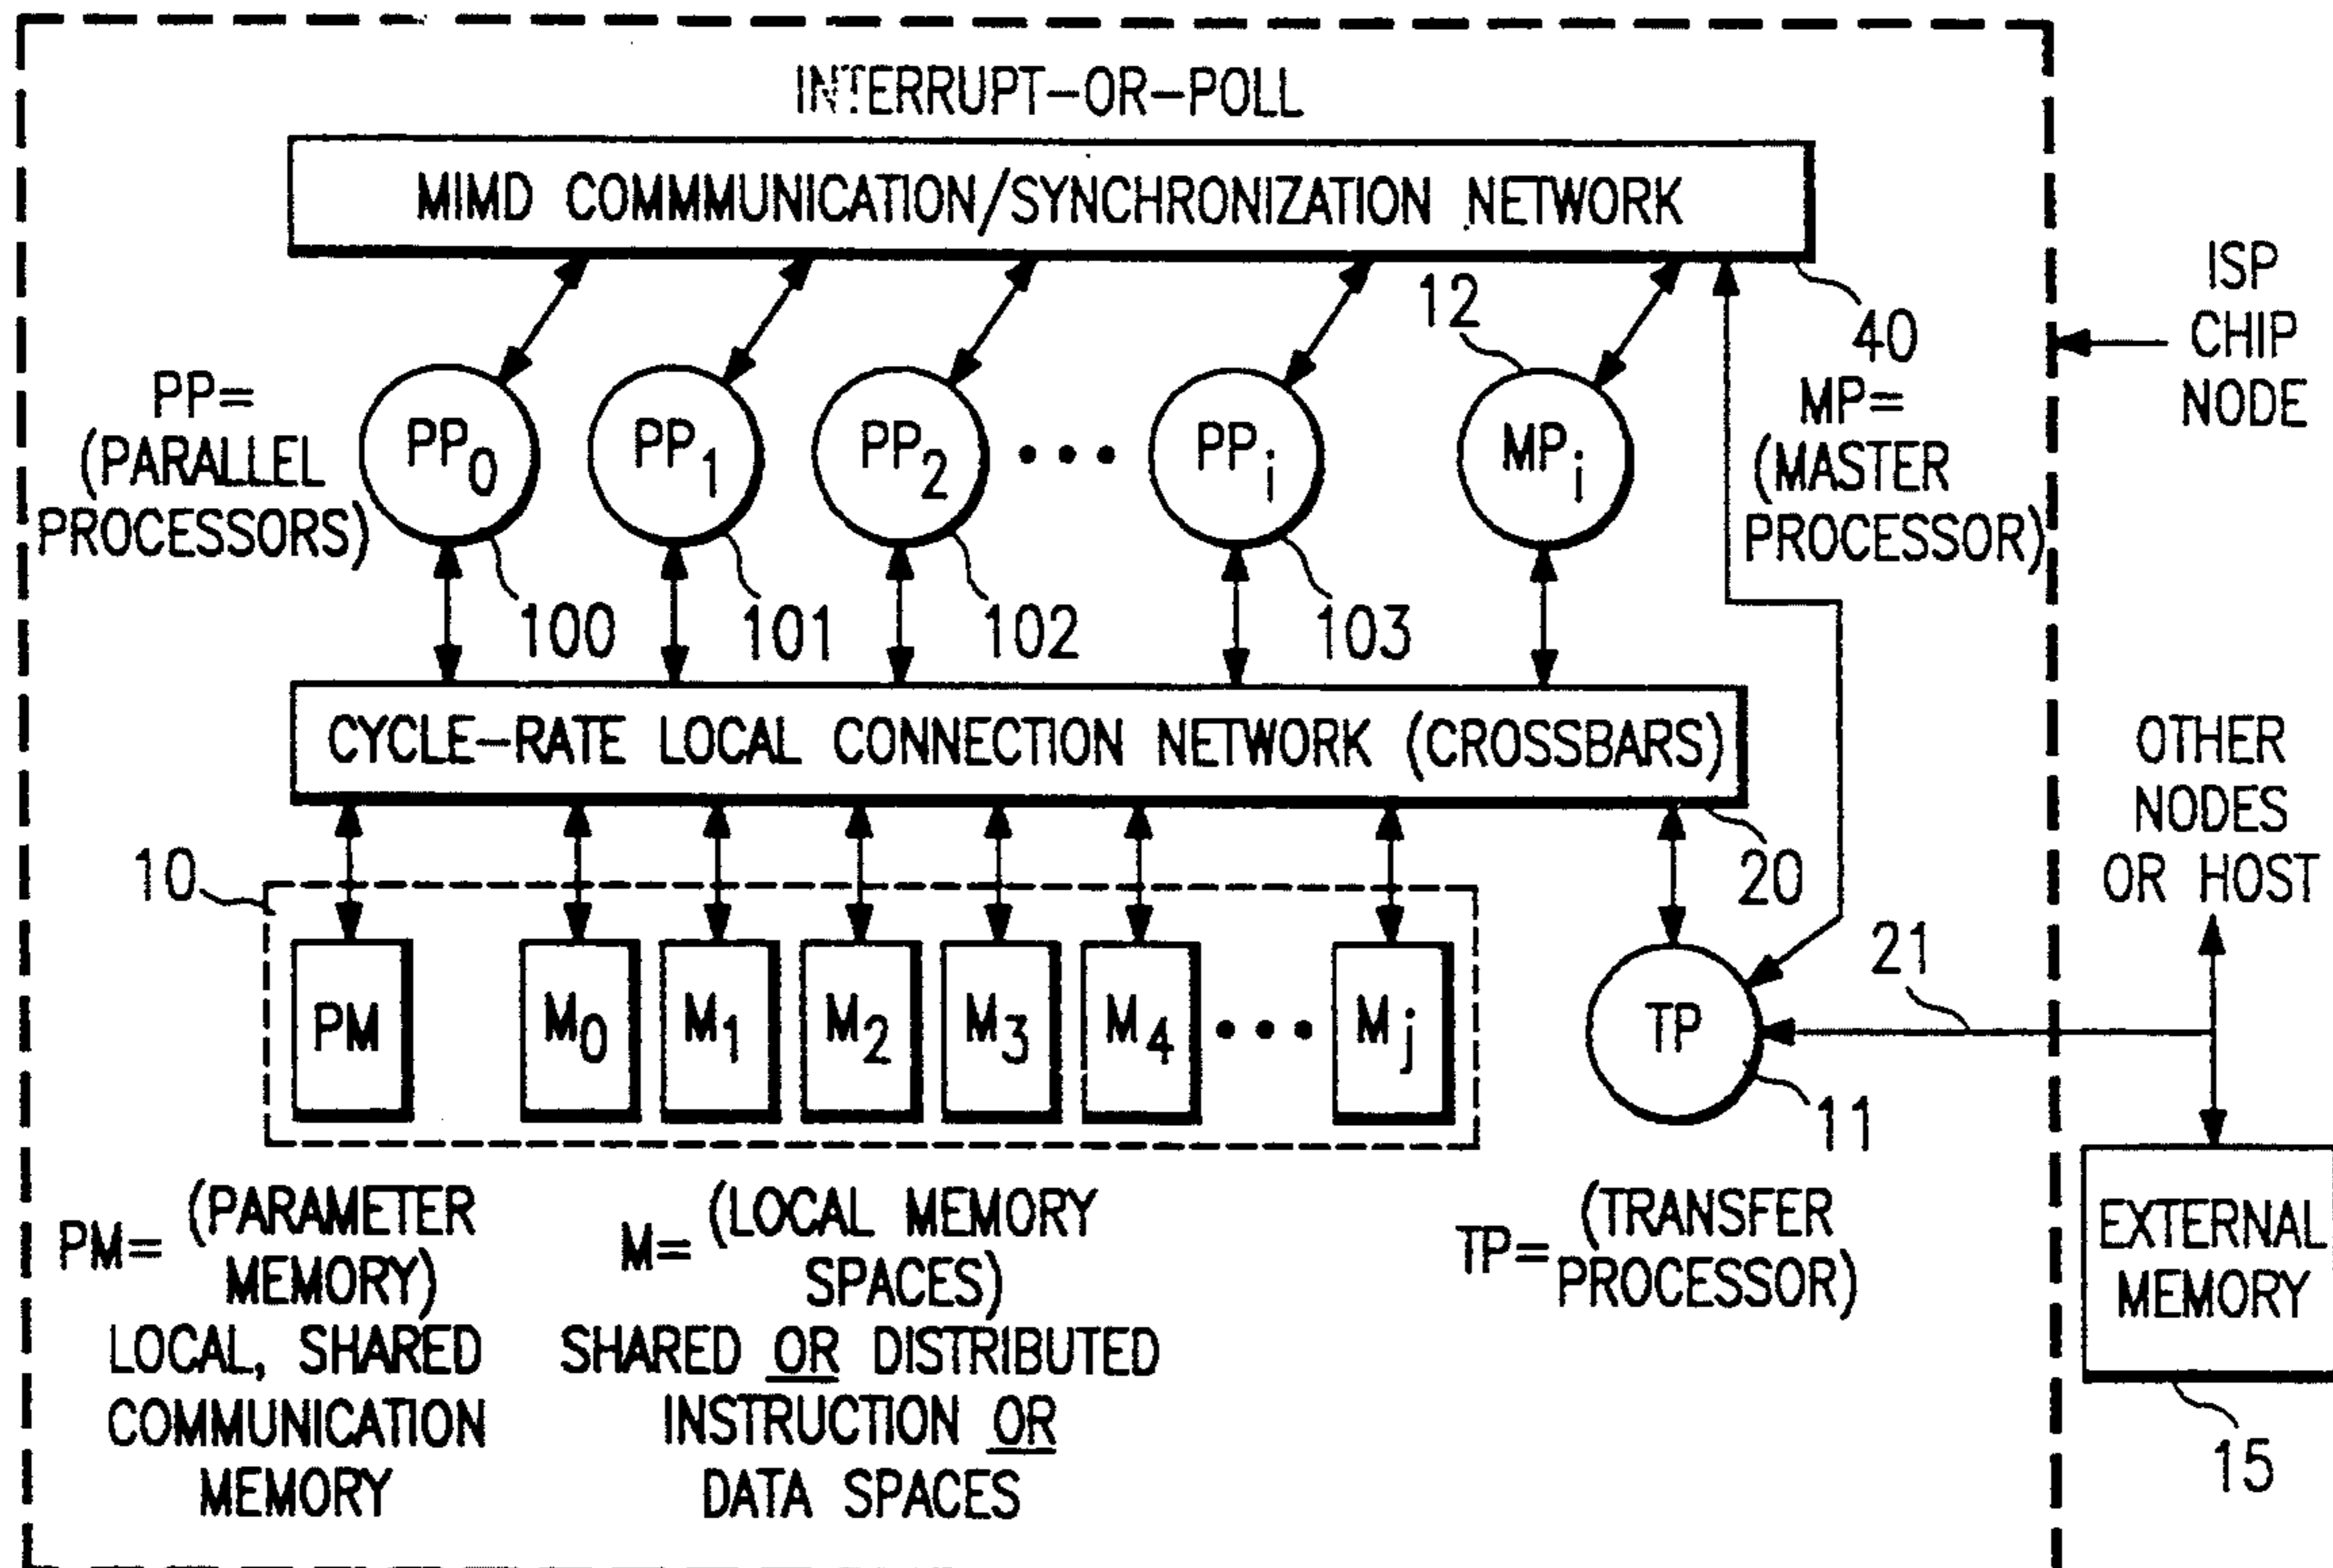 INTERRUPT-OR-POLL
MIMD COMMMUNICATION/SYNCHRONIZATION NETWORK
40
12
ISP
CHIP
NODE
PP=
(PARALLEL
PROCESSORS)
PP0
PP1
PP2
•••
PPi
MPi
MP=
(MASTER
PROCESSOR)
100
101
102
103
CYCLE-RATE LOCAL CONNECTION NETWORK (CROSSBARS)
20
OTHER
NODES
OR HOST
10
21
PM
M0
M1
M2
M3
M4
•••
Mj
TP
11
PM= (PARAMETER
MEMORY)
LOCAL, SHARED
COMMUNICATION
MEMORY
M= (LOCAL MEMORY
SPACES)
SHARED OR DISTRIBUTED
INSTRUCTION OR
DATA SPACES
TP= (TRANSFER
PROCESSOR)
EXTERNAL
MEMORY
15